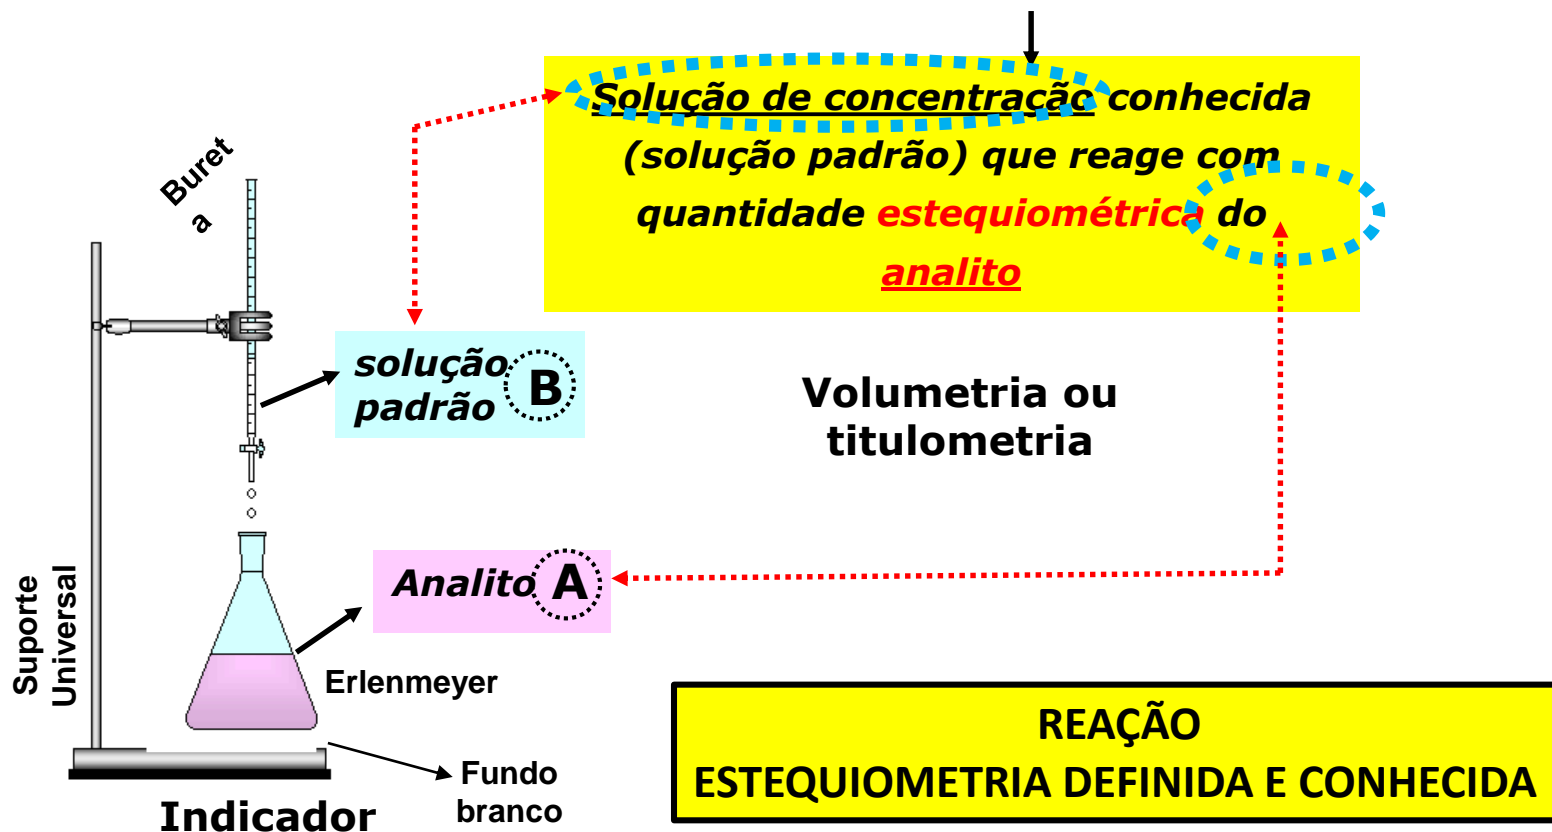 Solução de concentração conhecida
(solução padrão) que reage com
quantidade estequiométrica do
analito
Buret
a
solução
padrão
B
Volumetria ou
titulometria
Analito A
Suporte
Universal
Erlenmeyer
Fundo
branco
Indicador
REAÇÃO
ESTEQUIOMETRIA DEFINIDA E CONHECIDA